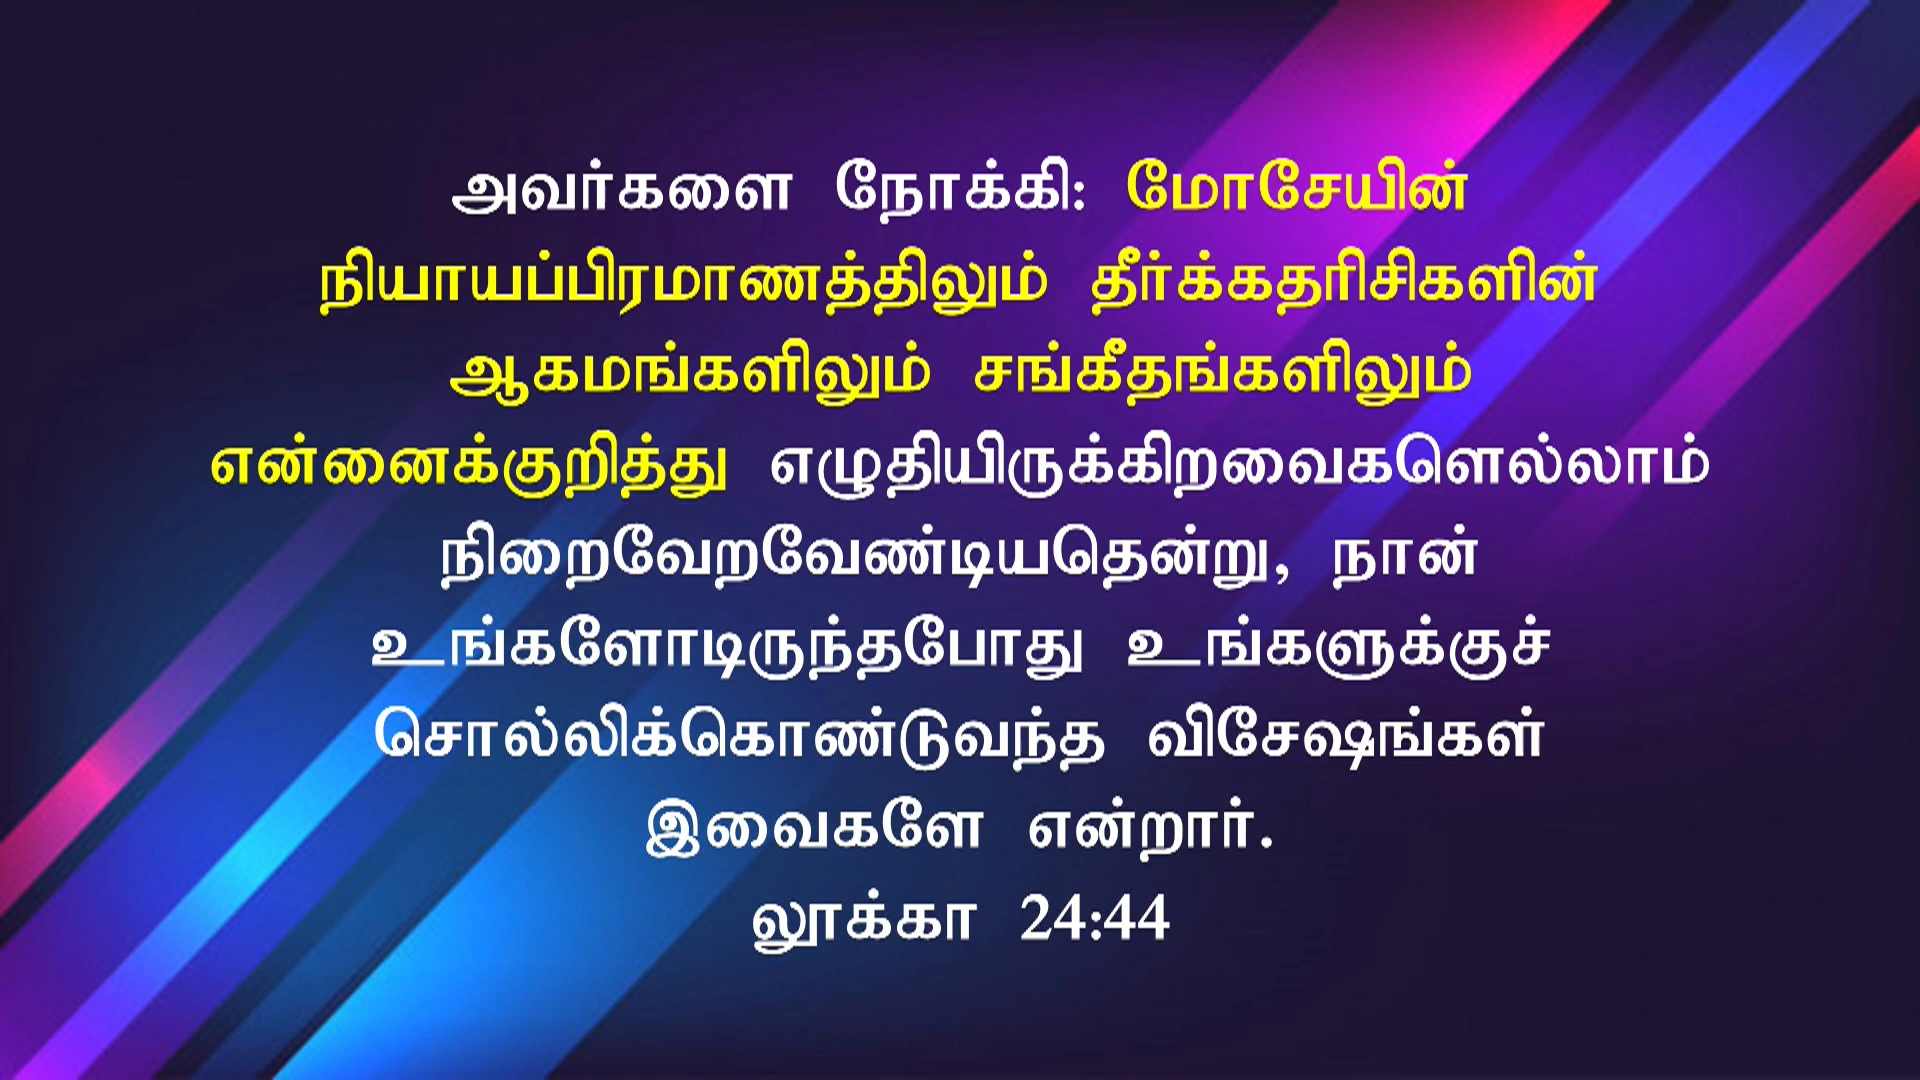 அவர்களை நோக்கி: மோசேயின்
நியாயப்பிரமாணத்திலும் தீர்க்கதரிசிகளின்
ஆகமங்களிலும் சங்கீதங்களிலும்
என்னைக்குறித்து எழுதியிருக்கிறவைகளெல்லாம்
நிறைவேறவேண்டியதென்று, நான்
உங்களோடிருந்தபோது உங்களுக்குச்
சொல்லிக்கொண்டுவந்த விசேஷங்கள்
இவைகளே என்றார்.
லூக்கா 24:44